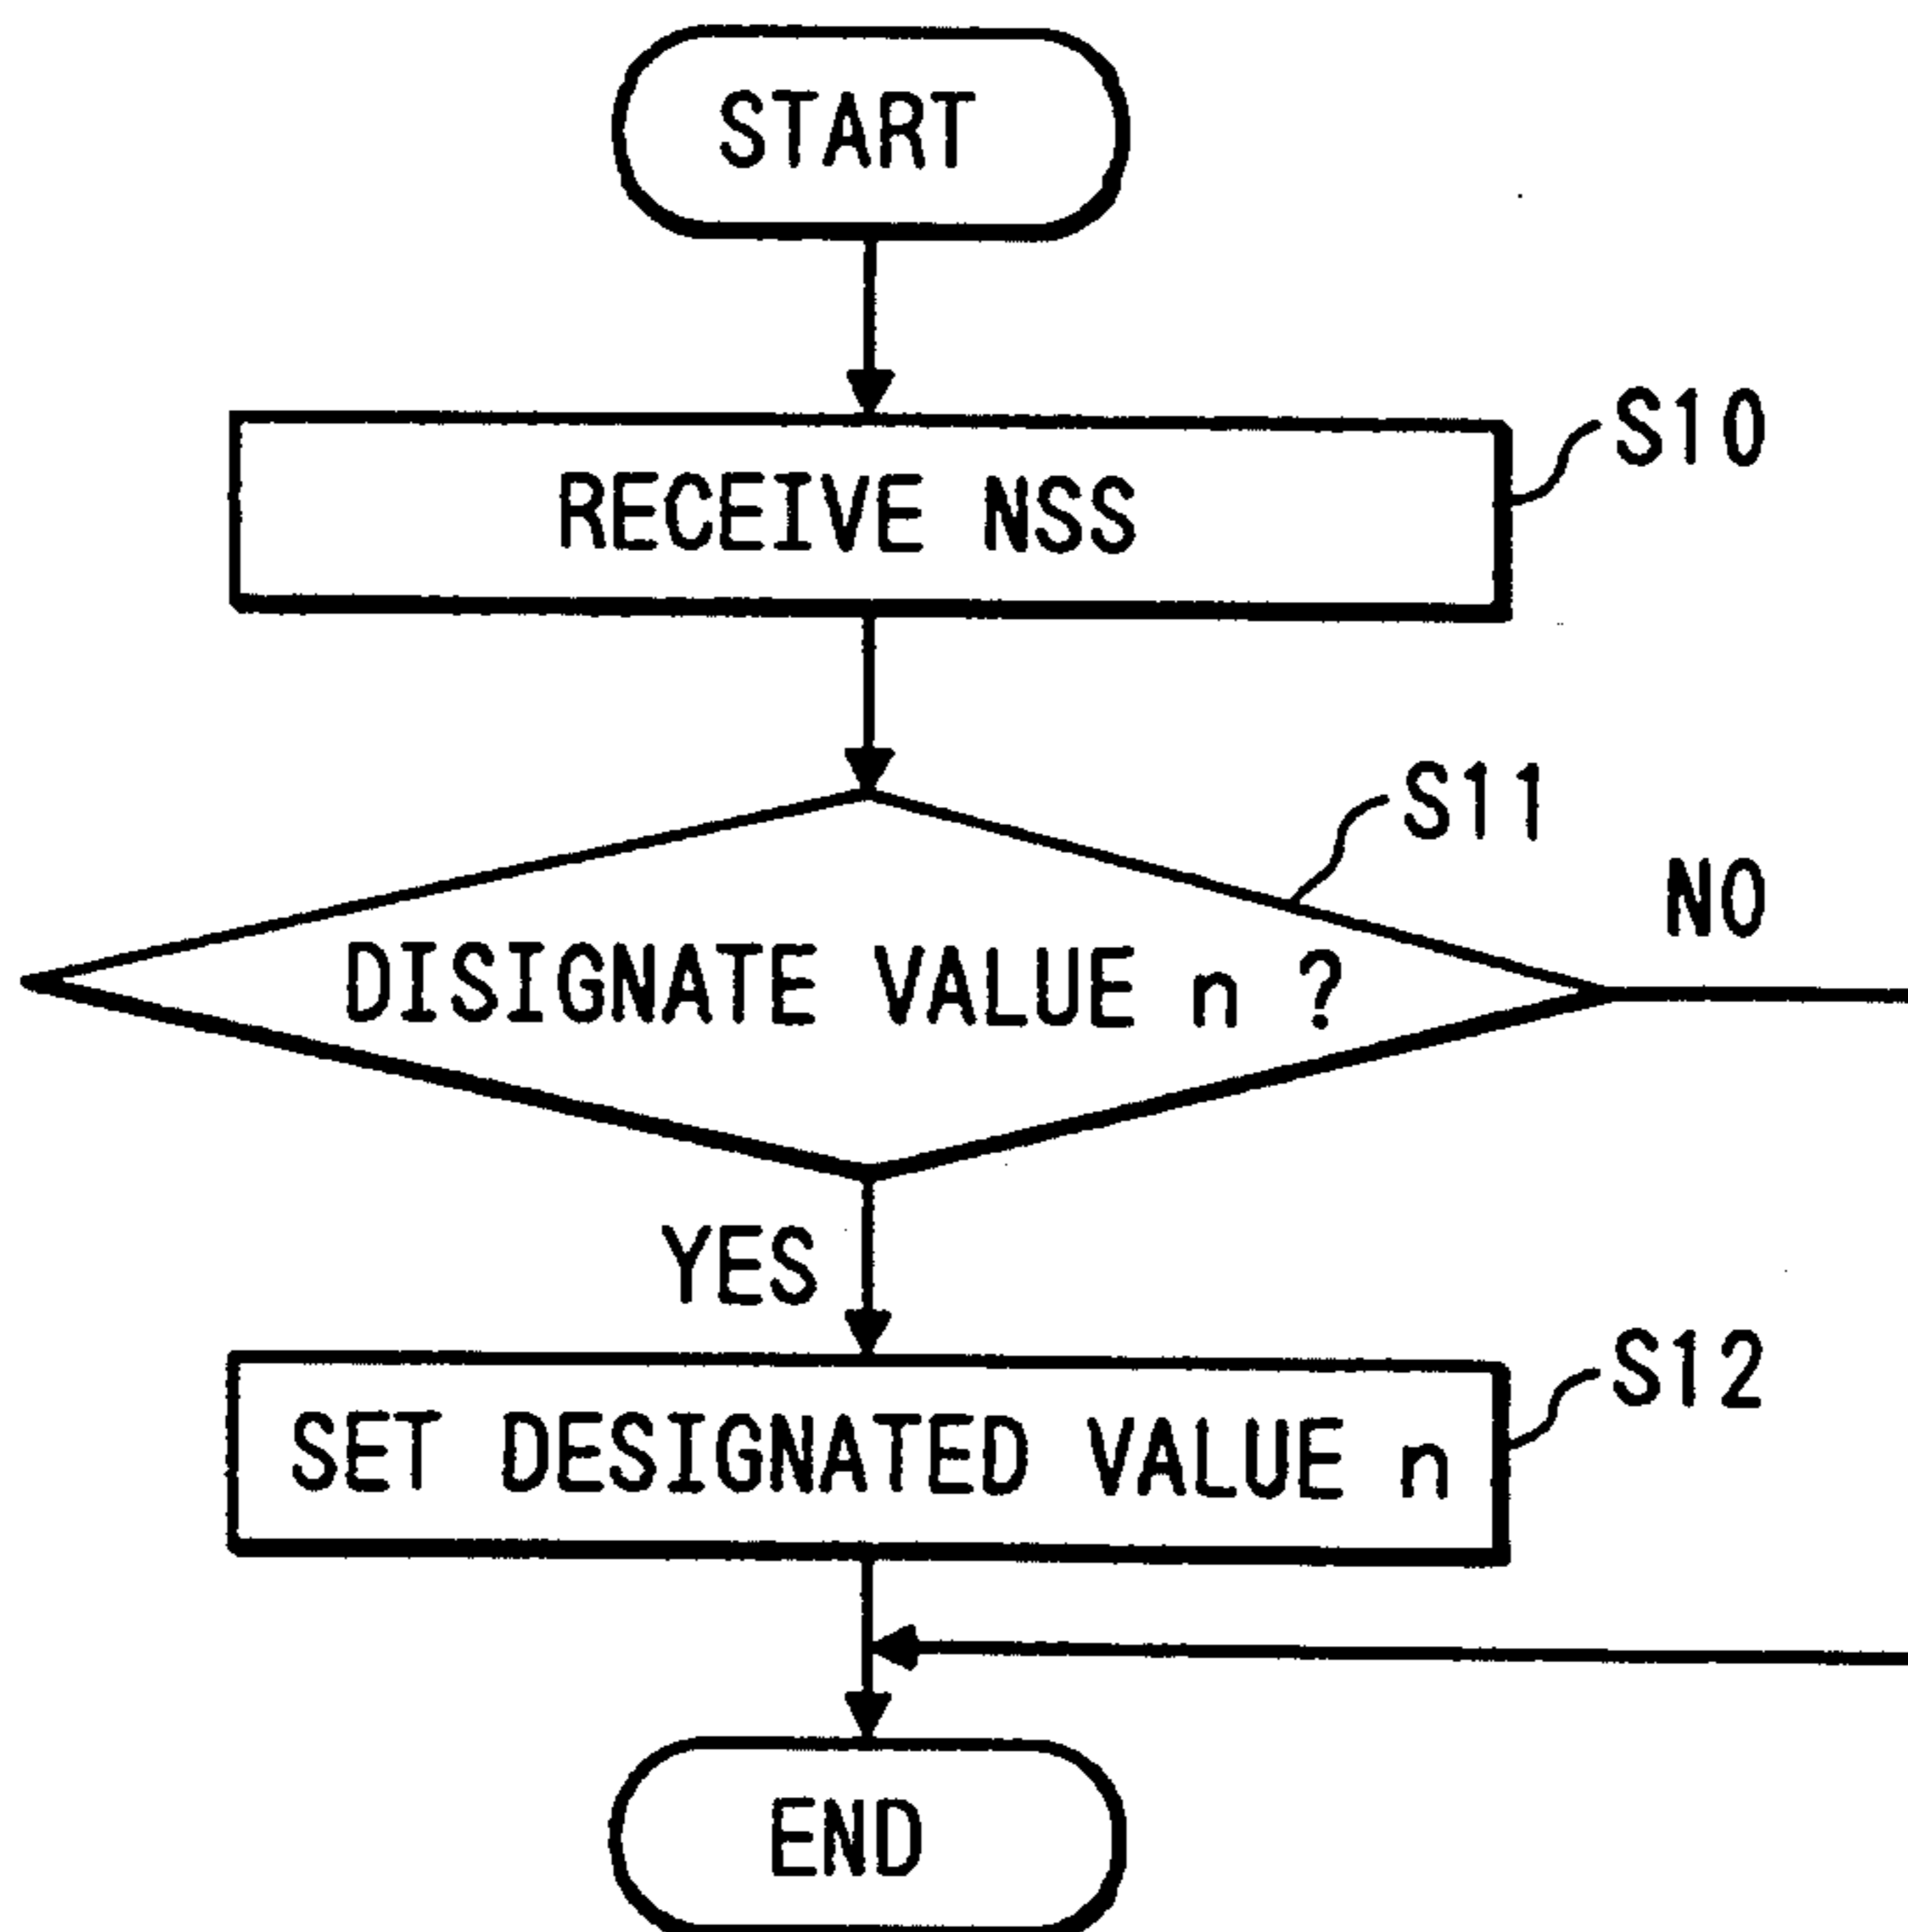 START
RECEIVE NSS
S10
S11
DISIGNATE VALUE n ?
NO
YES
SET DESIGNATED VALUE n
S12
END